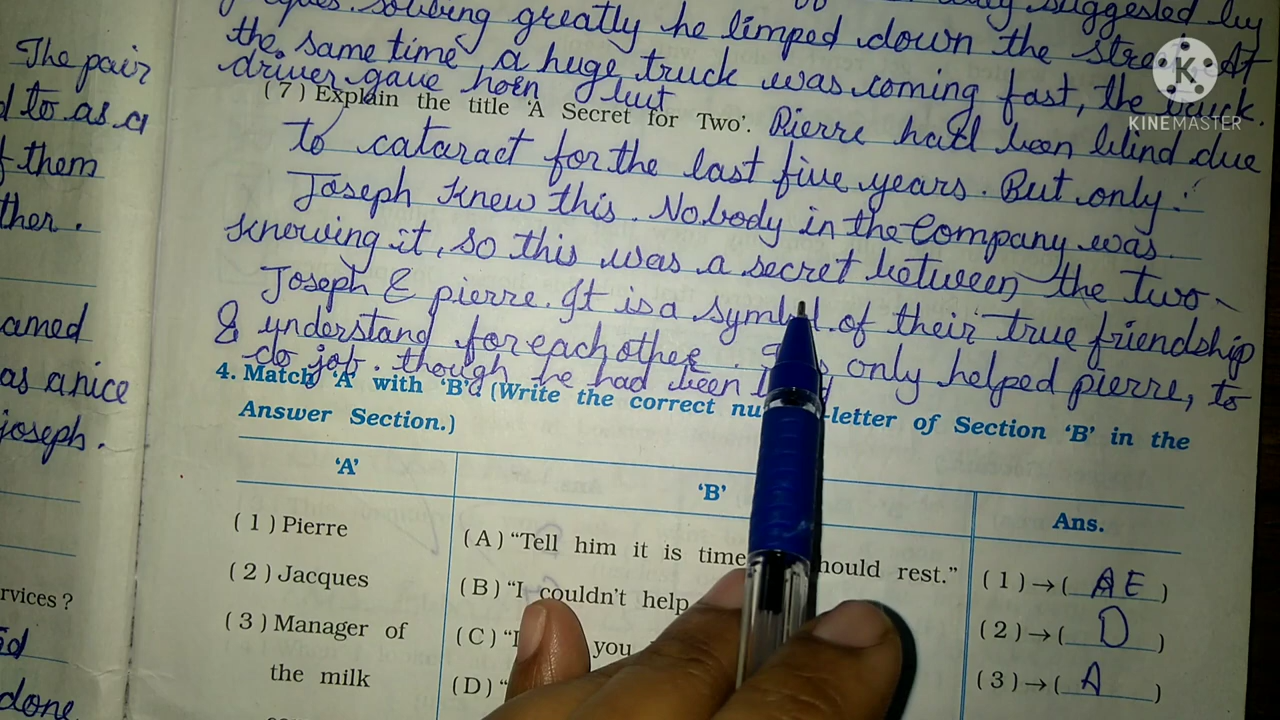 greatly he limped down the street. At
the same time, a huge truck was coming fast, the truck.
driver gave horn but
(7) Explain the title 'A Secret for Two'. Pierre had been blind due
to cataract for the last five years. But only
Joseph knew this. Nobody in the Company was
knowing it, so this was a secret between the two
Joseph & pierre. It is a symbol of their true friendship
& understand for each other. only helped pierre, to
do job. though he had been
4. Match 'A' with 'B'. (Write the correct letter of Section 'B' in the
Answer Section.)
'A' 'B' Ans.
(1) Pierre (A) "Tell him it is time should rest." (1)→( A E )
(2) Jacques (B) "I couldn't help (2)→( D )
(3) Manager of (C) you (3)→( A )
the milk (D) "
The pair
d to as a
f them
ther.
amed
as a nice
joseph.
rvices?
done
KINEMASTER
K
suggested by